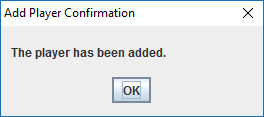 Add Player Confirmation
The player has been added.
OK